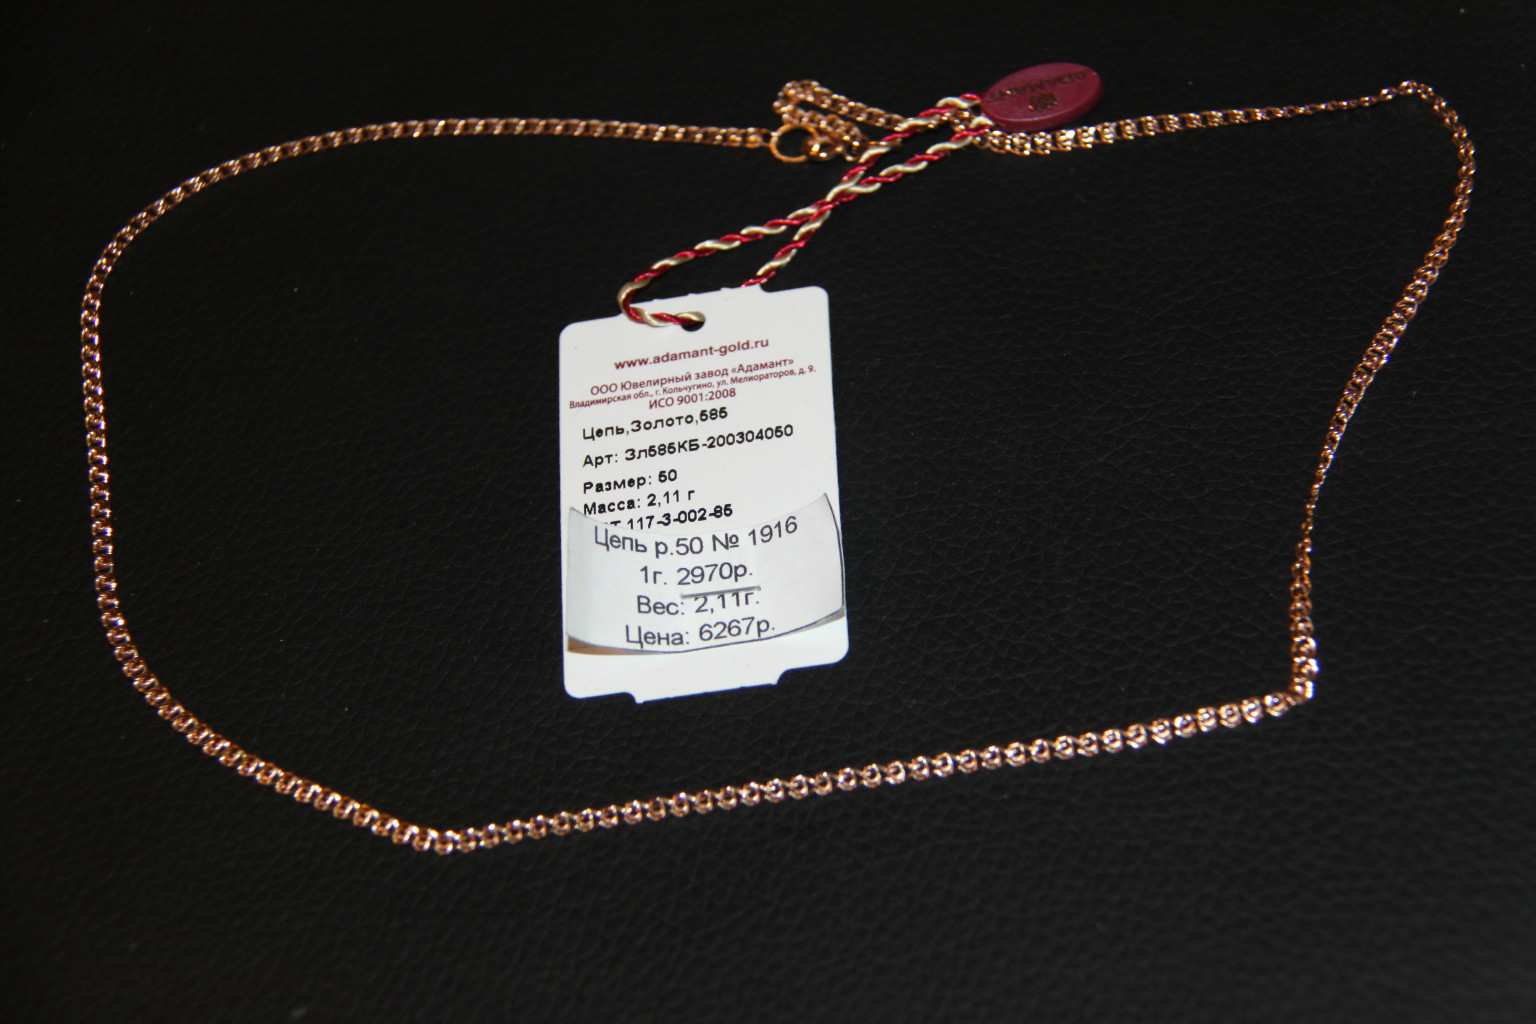 ADAMANT
www.adamant-gold.ru
ООО Ювелирный завод «Адамант»
Владимирская обл., г. Кольчугино, ул. Мелиораторов, д. 9.
ИСО 9001:2008
Цепь,Золото,585
Арт: Зл585КБ-200304050
Размер: 50
Масса: 2,11 г
117-3-002-85
Цепь р.50 № 1916
1г. 2970р.
Вес: 2,11г.
Цена: 6267р.